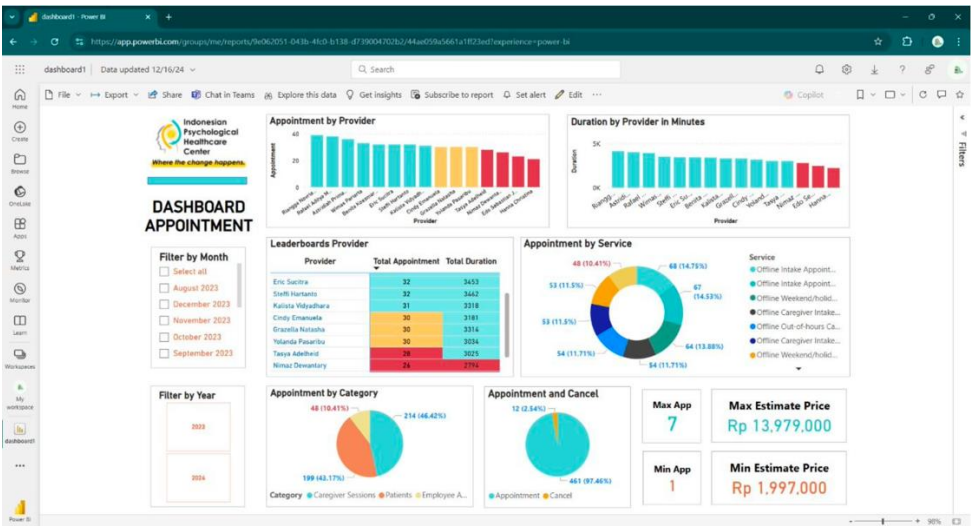 dashboard1 - Power BI
https://app.powerbi.com/groups/me/reports/9e062051-043b-4fc0-b138-d739004702b2/44ae059a5661a1ff23ed?experience=power-bi
dashboard1 | Data updated 12/16/24
Search
File Export Share Chat in Teams Explore this data Get insights Subscribe to report Set alert Edit ...
Copilot
Home
Create
Browse
OneLake
Apps
Metrics
Monitor
Learn
Workspaces
My workspace
dashboard1
Power BI
Filters
Indonesian
Psychological
Healthcare
Center
Where the change happens.
DASHBOARD
APPOINTMENT
Filter by Month
Select all
August 2023
December 2023
November 2023
October 2023
September 2023
Filter by Year
2023
2024
Appointment by Provider
Appointment
40
20
0
Provider
Duration by Provider in Minutes
Duration
5K
0K
Provider
Leaderboards Provider
Provider Total Appointment Total Duration
Eric Sucitra 32 3453
Steffi Hartanto 32 3462
Kalista Vidyadhara 31 3318
Cindy Emanuela 30 3181
Grazella Natasha 30 3314
Yolanda Pasaribu 30 3034
Tasya Adelheid 28 3025
Nimaz Dewantary 26 2794
Appointment by Service
48 (10.41%)
68 (14.75%)
67
(14.53%)
64 (13.88%)
54 (11.71%)
54 (11.71%)
53 (11.5%)
53 (11.5%)
Service
Offline Intake Appoint...
Offline Intake Appoint...
Offline Weekend/holid...
Offline Caregiver Intake...
Offline Out-of-hours Ca...
Offline Caregiver Intake...
Offline Weekend/holid...
Appointment by Category
48 (10.41%)
214 (46.42%)
199 (43.17%)
Category Caregiver Sessions Patients Employee A...
Appointment and Cancel
12 (2.54%)
461 (97.46%)
Appointment Cancel
Max App
7
Max Estimate Price
Rp 13,979,000
Min App
1
Min Estimate Price
Rp 1,997,000
90%